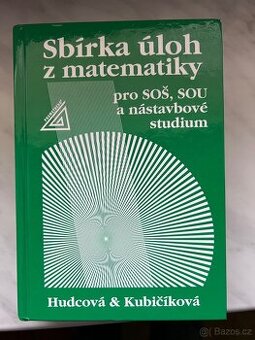 Sbírka úloh
z matematiky
pro SOŠ, SOU
a nástavbové
studium
Hudcová & Kubičíková
Bazos.cz